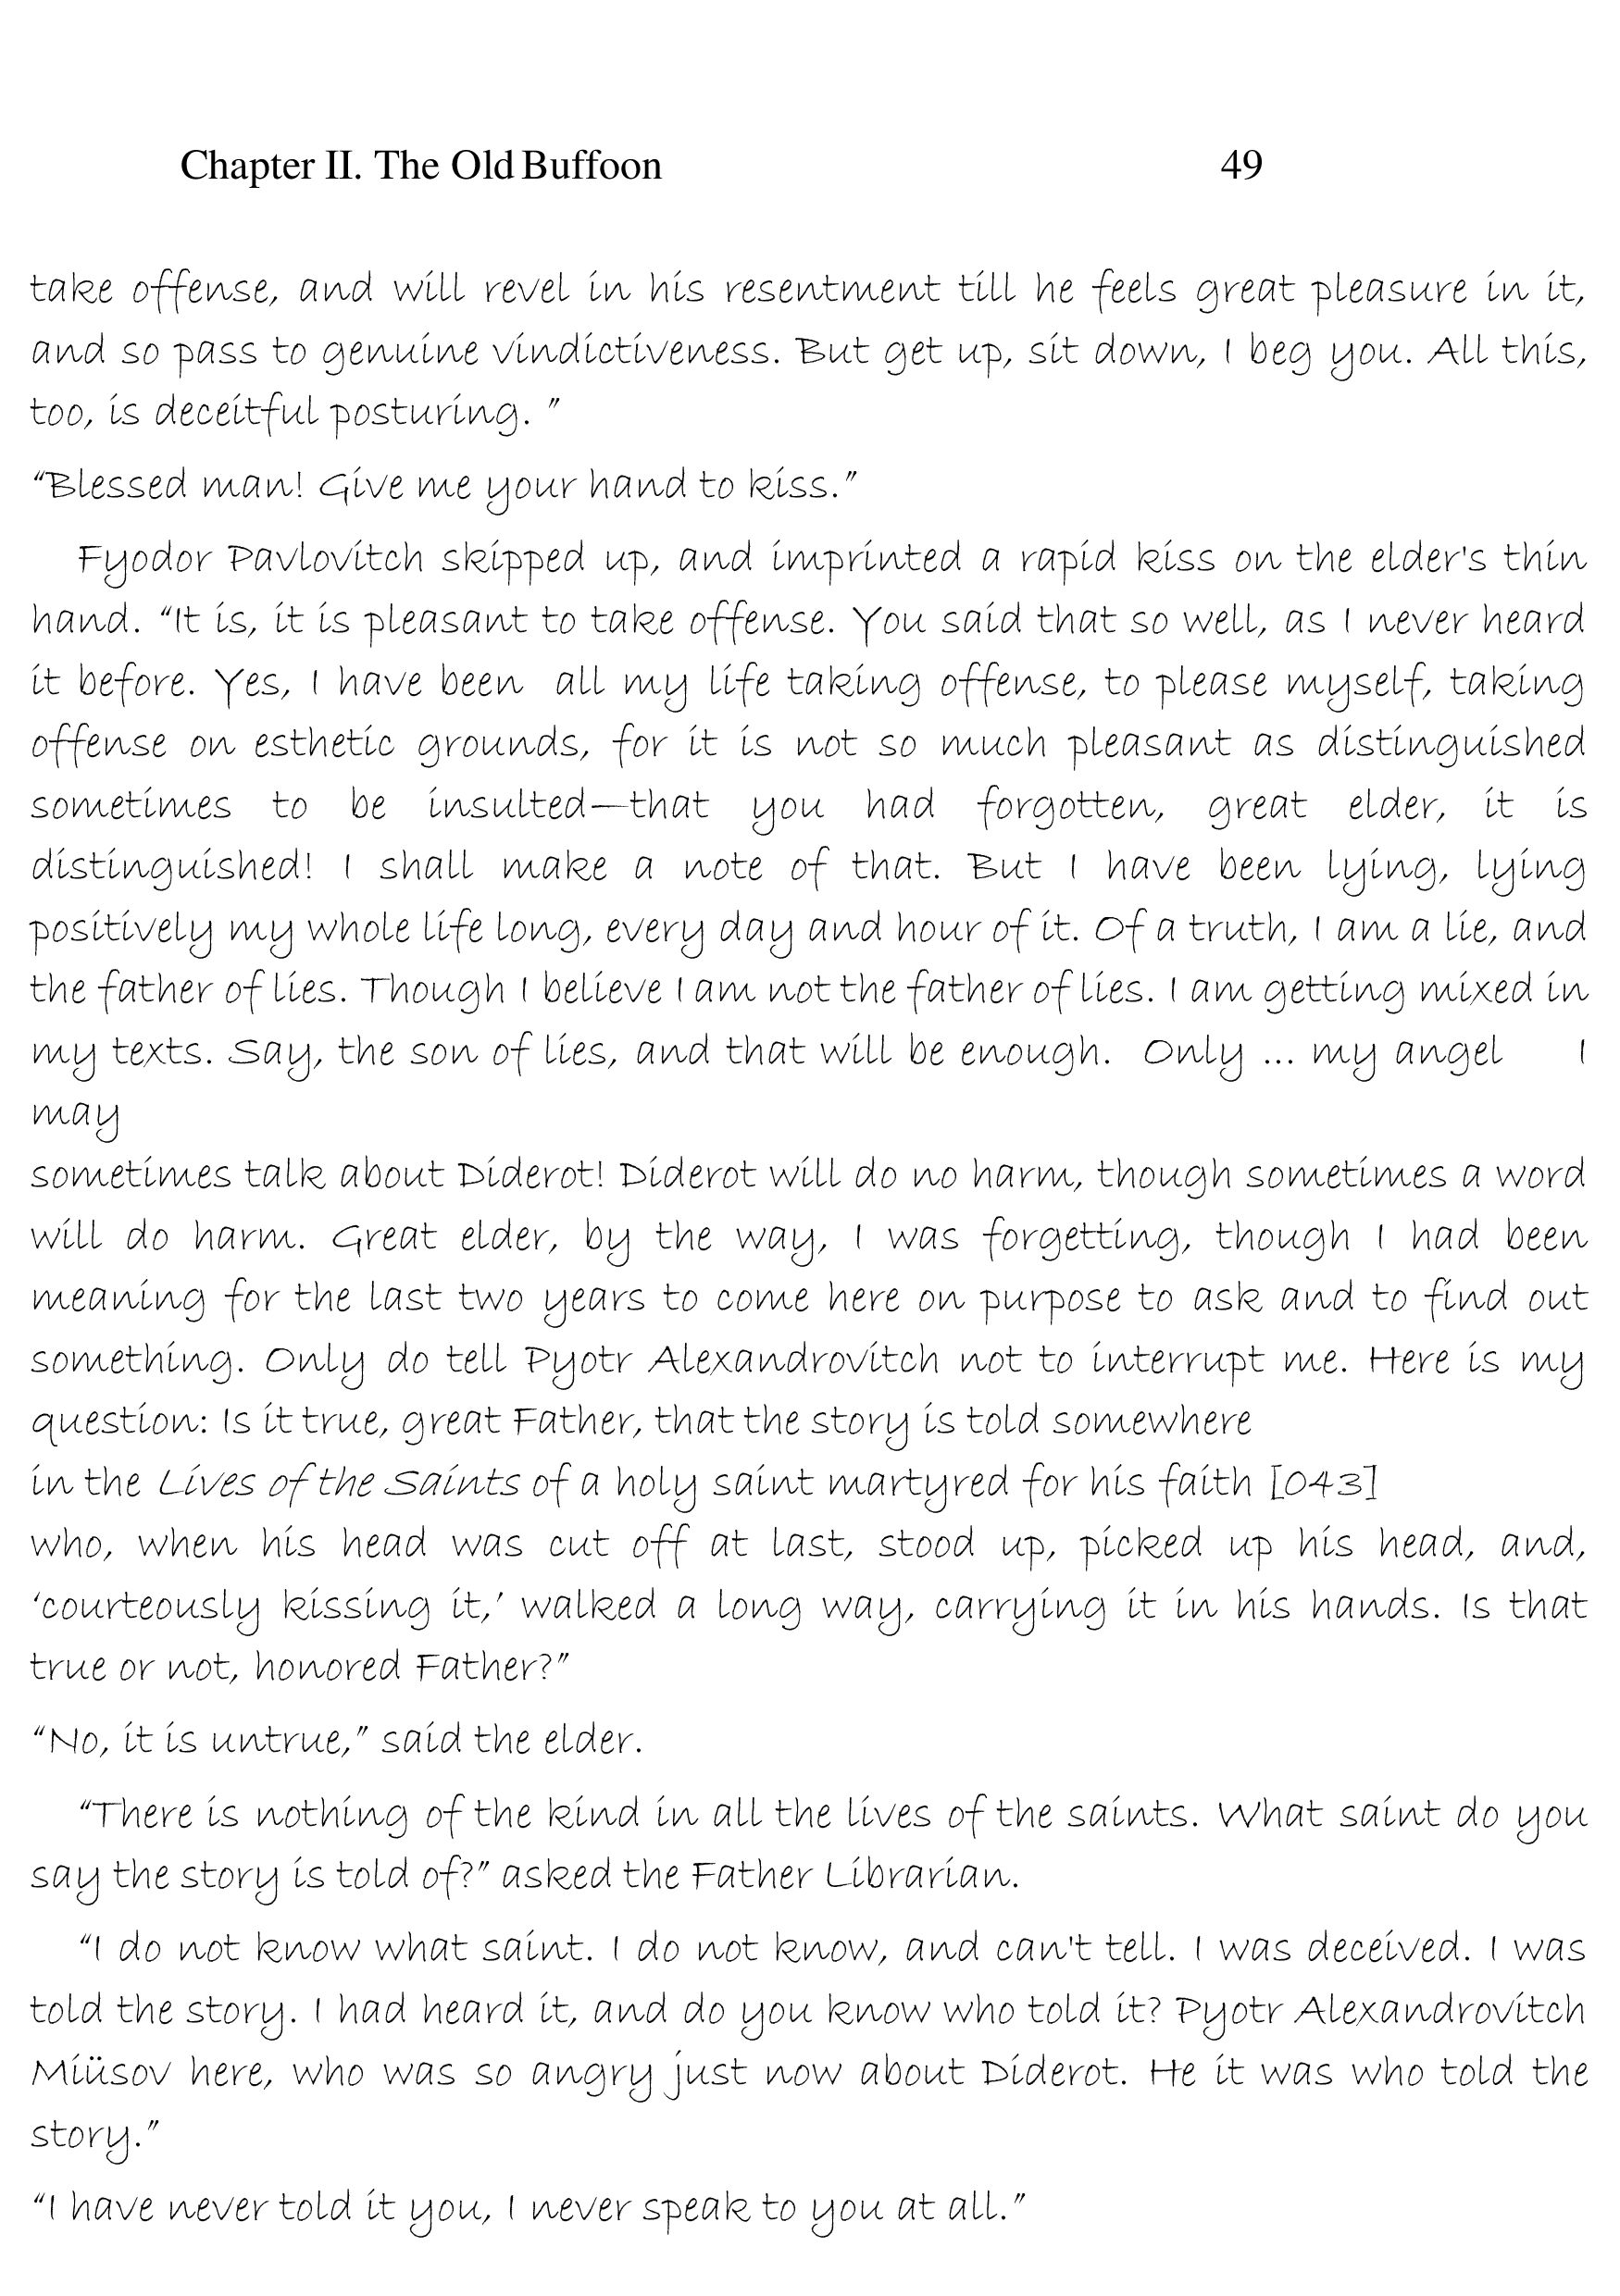 Chapter II. The Old Buffoon 49
take offense, and will revel in his resentment till he feels great pleasure in it,
and so pass to genuine vindictiveness. But get up, sit down, I beg you. All this,
too, is deceitful posturing. ”
“Blessed man! Give me your hand to kiss.”
Fyodor Pavlovitch skipped up, and imprinted a rapid kiss on the elder's thin
hand. “It is, it is pleasant to take offense. You said that so well, as I never heard
it before. Yes, I have been all my life taking offense, to please myself, taking
offense on esthetic grounds, for it is not so much pleasant as distinguished
sometimes to be insulted—that you had forgotten, great elder, it is
distinguished! I shall make a note of that. But I have been lying, lying
positively my whole life long, every day and hour of it. Of a truth, I am a lie, and
the father of lies. Though I believe I am not the father of lies. I am getting mixed in
my texts. Say, the son of lies, and that will be enough. Only ... my angel I
may
sometimes talk about Diderot! Diderot will do no harm, though sometimes a word
will do harm. Great elder, by the way, I was forgetting, though I had been
meaning for the last two years to come here on purpose to ask and to find out
something. Only do tell Pyotr Alexandrovitch not to interrupt me. Here is my
question: Is it true, great Father, that the story is told somewhere
in the Lives of the Saints of a holy saint martyred for his faith [043]
who, when his head was cut off at last, stood up, picked up his head, and,
‘courteously kissing it,’ walked a long way, carrying it in his hands. Is that
true or not, honored Father?”
“No, it is untrue,” said the elder.
“There is nothing of the kind in all the lives of the saints. What saint do you
say the story is told of?” asked the Father Librarian.
“I do not know what saint. I do not know, and can't tell. I was deceived. I was
told the story. I had heard it, and do you know who told it? Pyotr Alexandrovitch
Miüsov here, who was so angry just now about Diderot. He it was who told the
story.”
“I have never told it you, I never speak to you at all.”